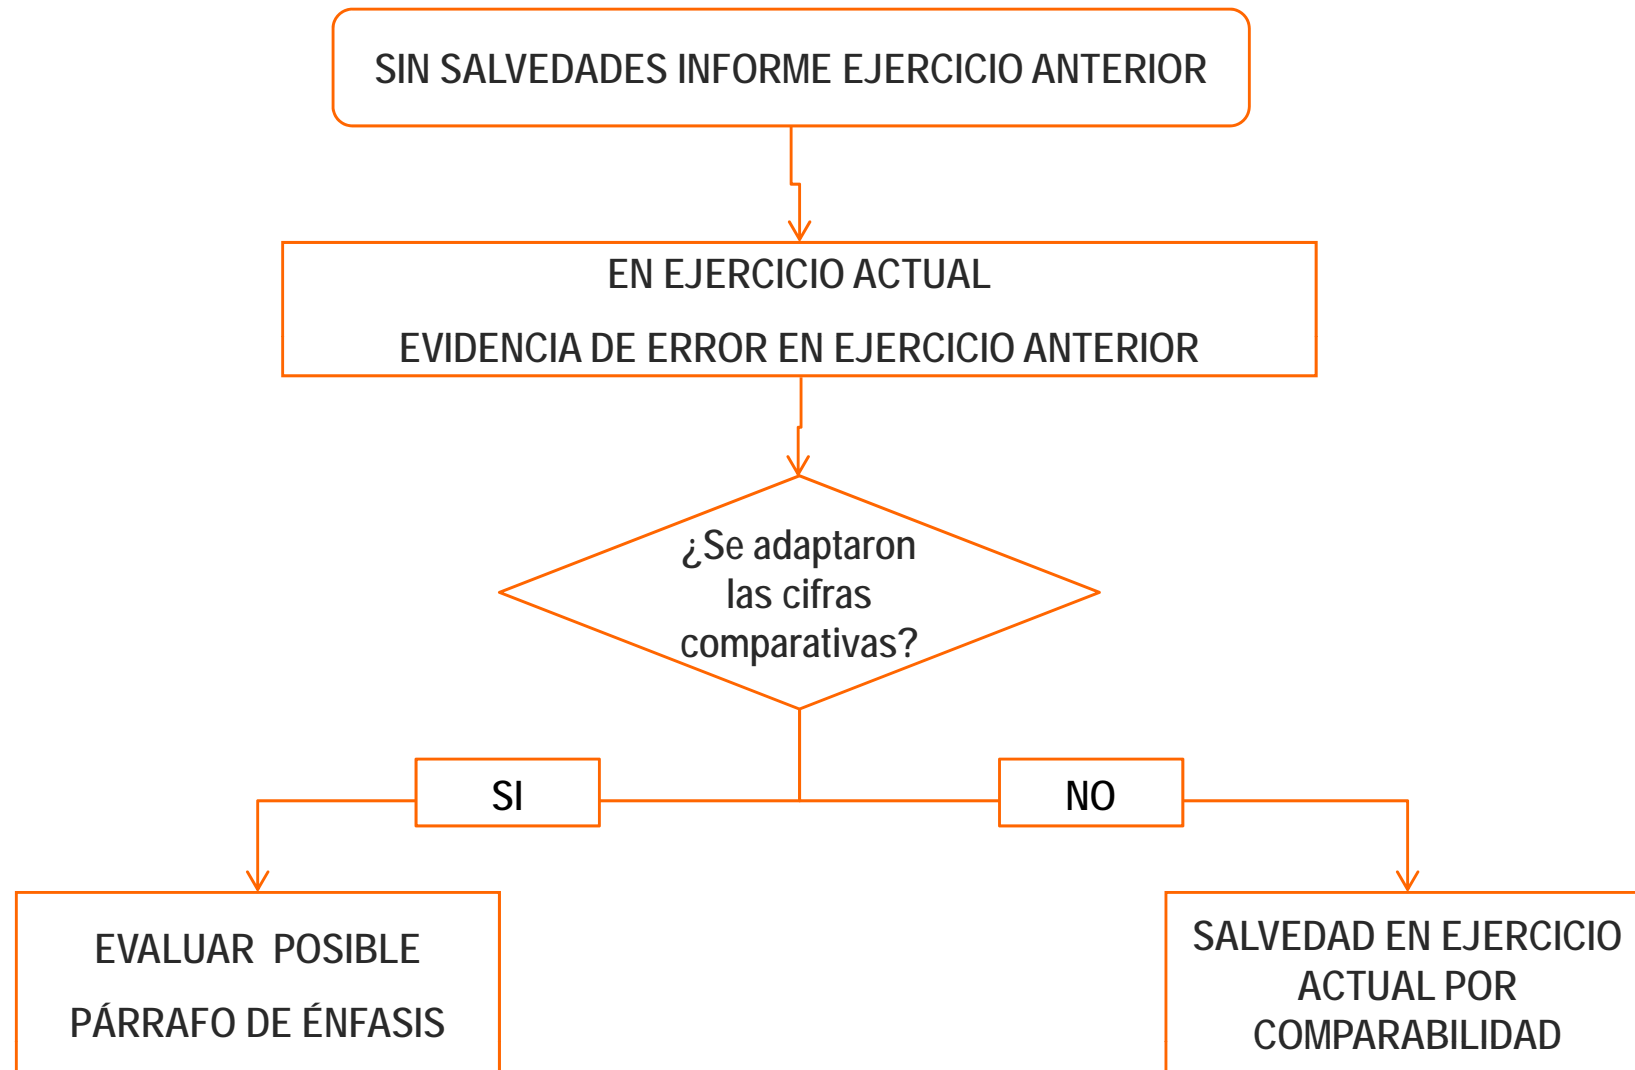 SIN SALVEDADES INFORME EJERCICIO ANTERIOR
EN EJERCICIO ACTUAL
EVIDENCIA DE ERROR EN EJERCICIO ANTERIOR
¿Se adaptaron
las cifras
comparativas?
SI
NO
EVALUAR POSIBLE
PÁRRAFO DE ÉNFASIS
SALVEDAD EN EJERCICIO
ACTUAL POR
COMPARABILIDAD